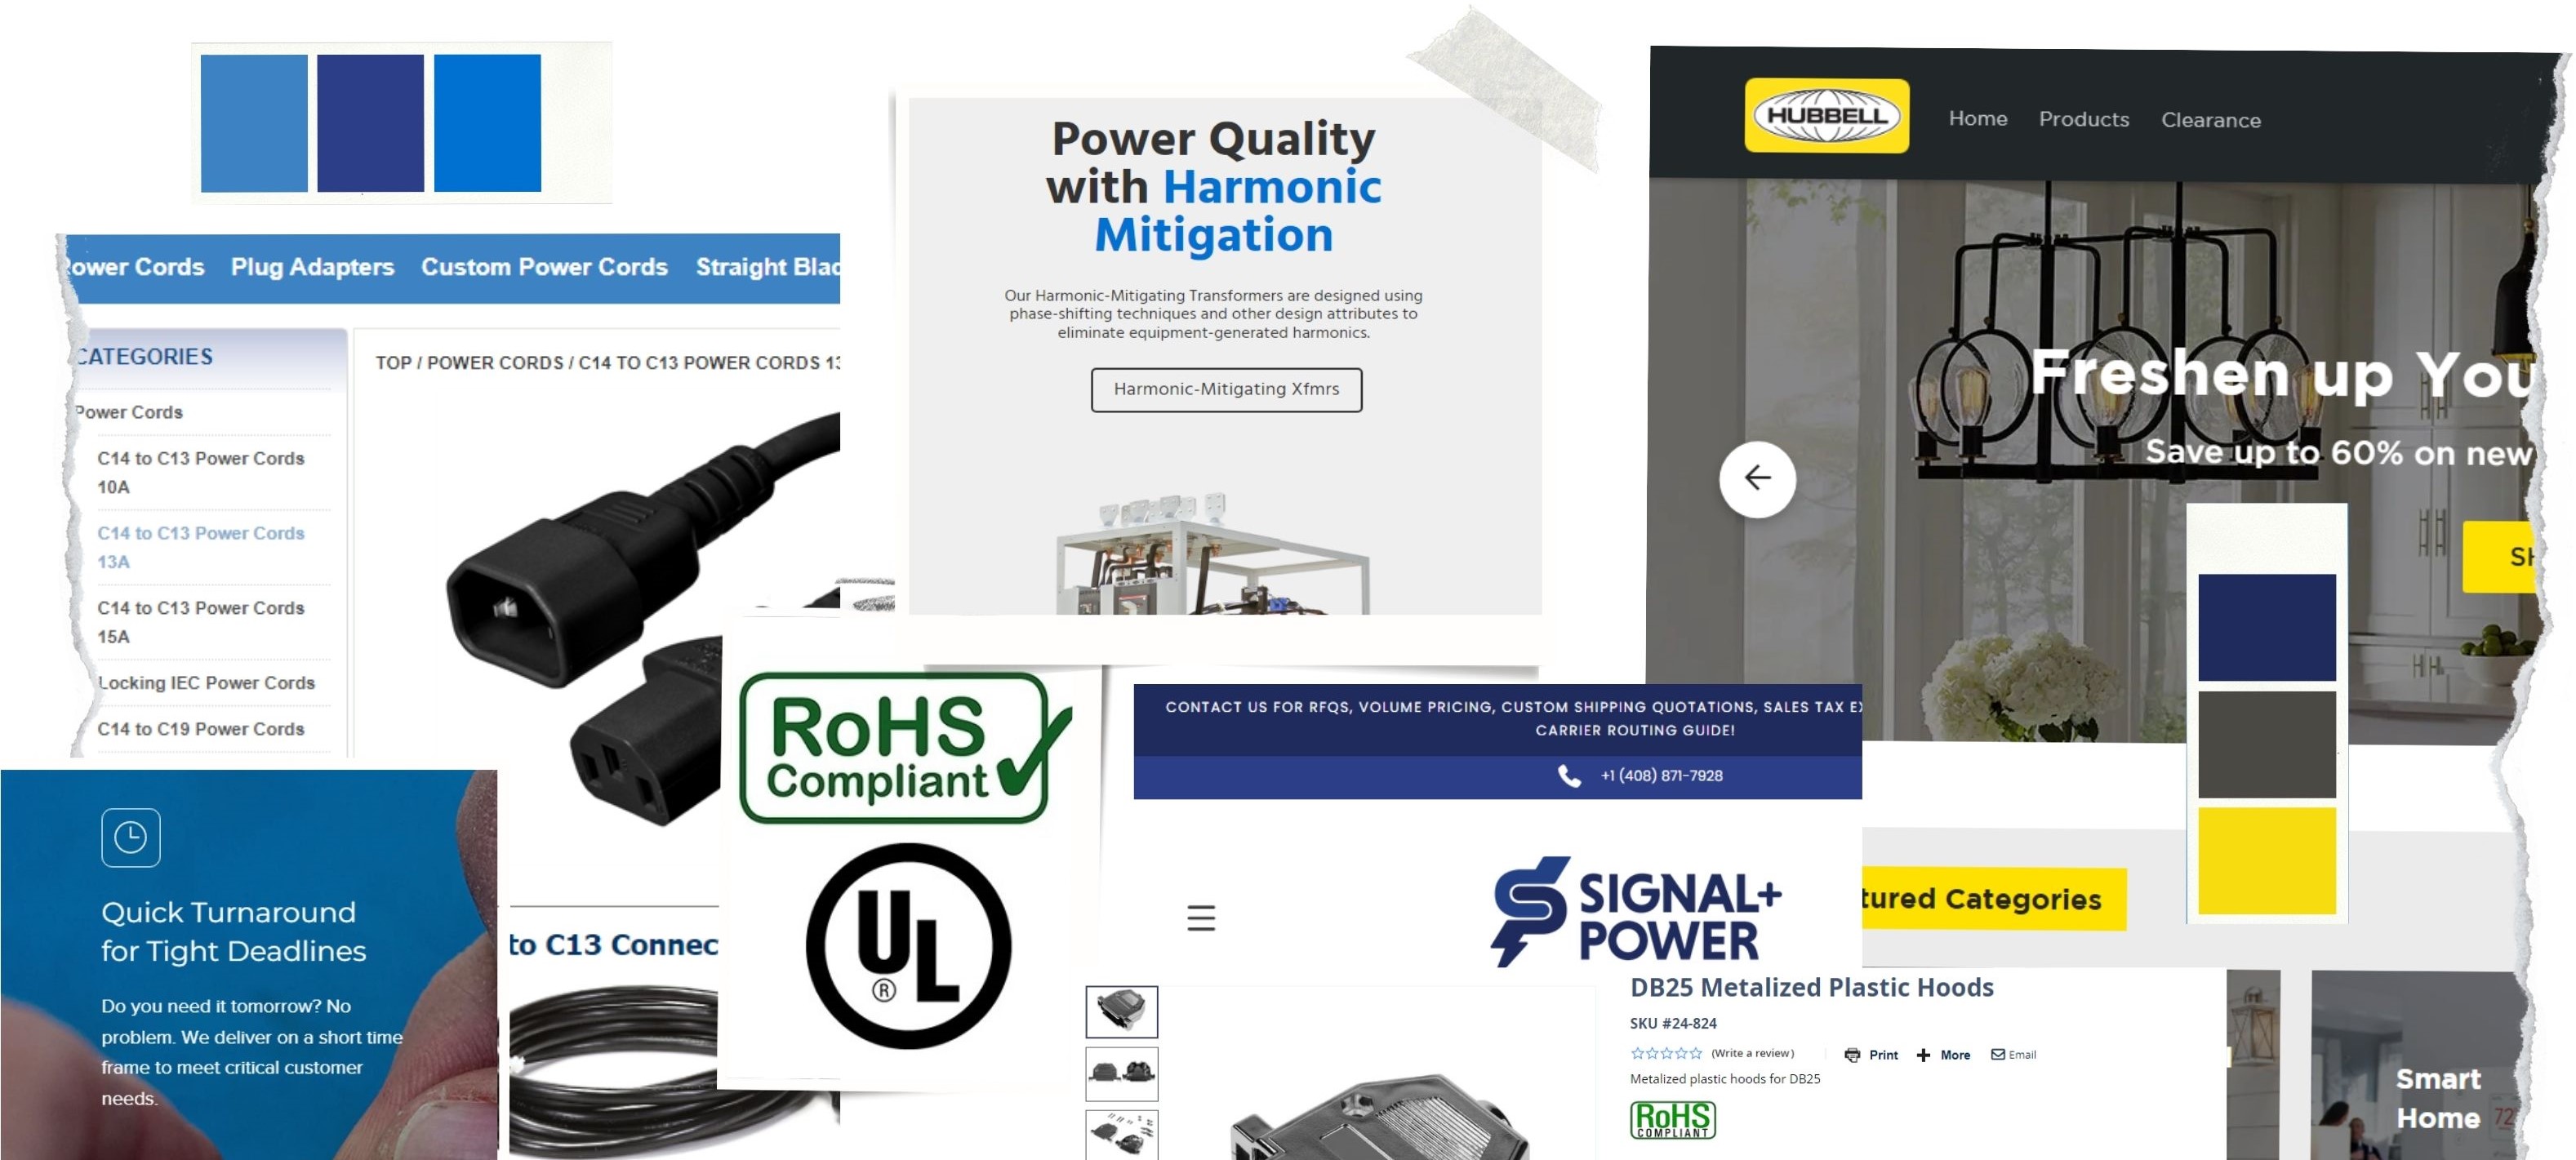 Power Quality
with Harmonic
Mitigation
Our Harmonic-Mitigating Transformers are designed using
phase-shifting techniques and other design attributes to
eliminate equipment-generated harmonics.
Harmonic-Mitigating Xfmrs
HUBBELL
Home Products Clearance
Freshen up You
Save up to 60% on new
SH
ower Cords Plug Adapters Custom Power Cords Straight Blad
CATEGORIES
TOP / POWER CORDS / C14 TO C13 POWER CORDS 13
Power Cords
C14 to C13 Power Cords
10A
C14 to C13 Power Cords
13A
C14 to C13 Power Cords
15A
Locking IEC Power Cords
C14 to C19 Power Cords
RoHS
Compliant
UL
®
CONTACT US FOR RFQS, VOLUME PRICING, CUSTOM SHIPPING QUOTATIONS, SALES TAX EX
CARRIER ROUTING GUIDE!
+1 (408) 871-7928
SIGNAL+
POWER
tured Categories
Quick Turnaround
for Tight Deadlines
Do you need it tomorrow? No
problem. We deliver on a short time
frame to meet critical customer
needs.
to C13 Connec
DB25 Metalized Plastic Hoods
SKU #24-824
(Write a review) Print More Email
Metalized plastic hoods for DB25
RoHS
COMPLIANT
Smart
Home
72